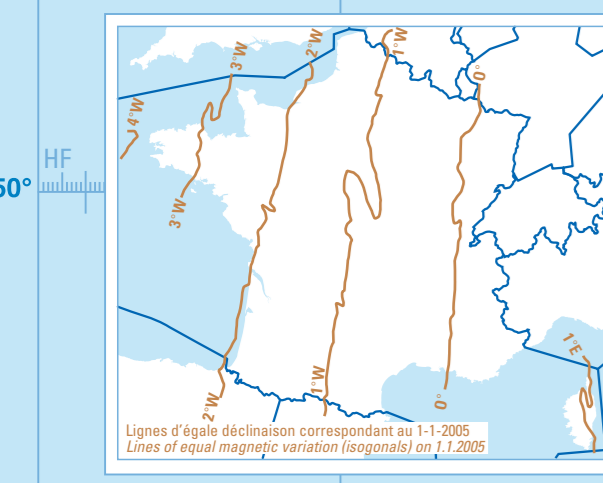 3°W
2°W
1°W
0°
4°W
HF
50°
3°W
1°E
1°W
0°
2°W
Lignes d'égale déclinaison correspondant au 1-1-2005
Lines of equal magnetic variation (isogonals) on 1.1.2005